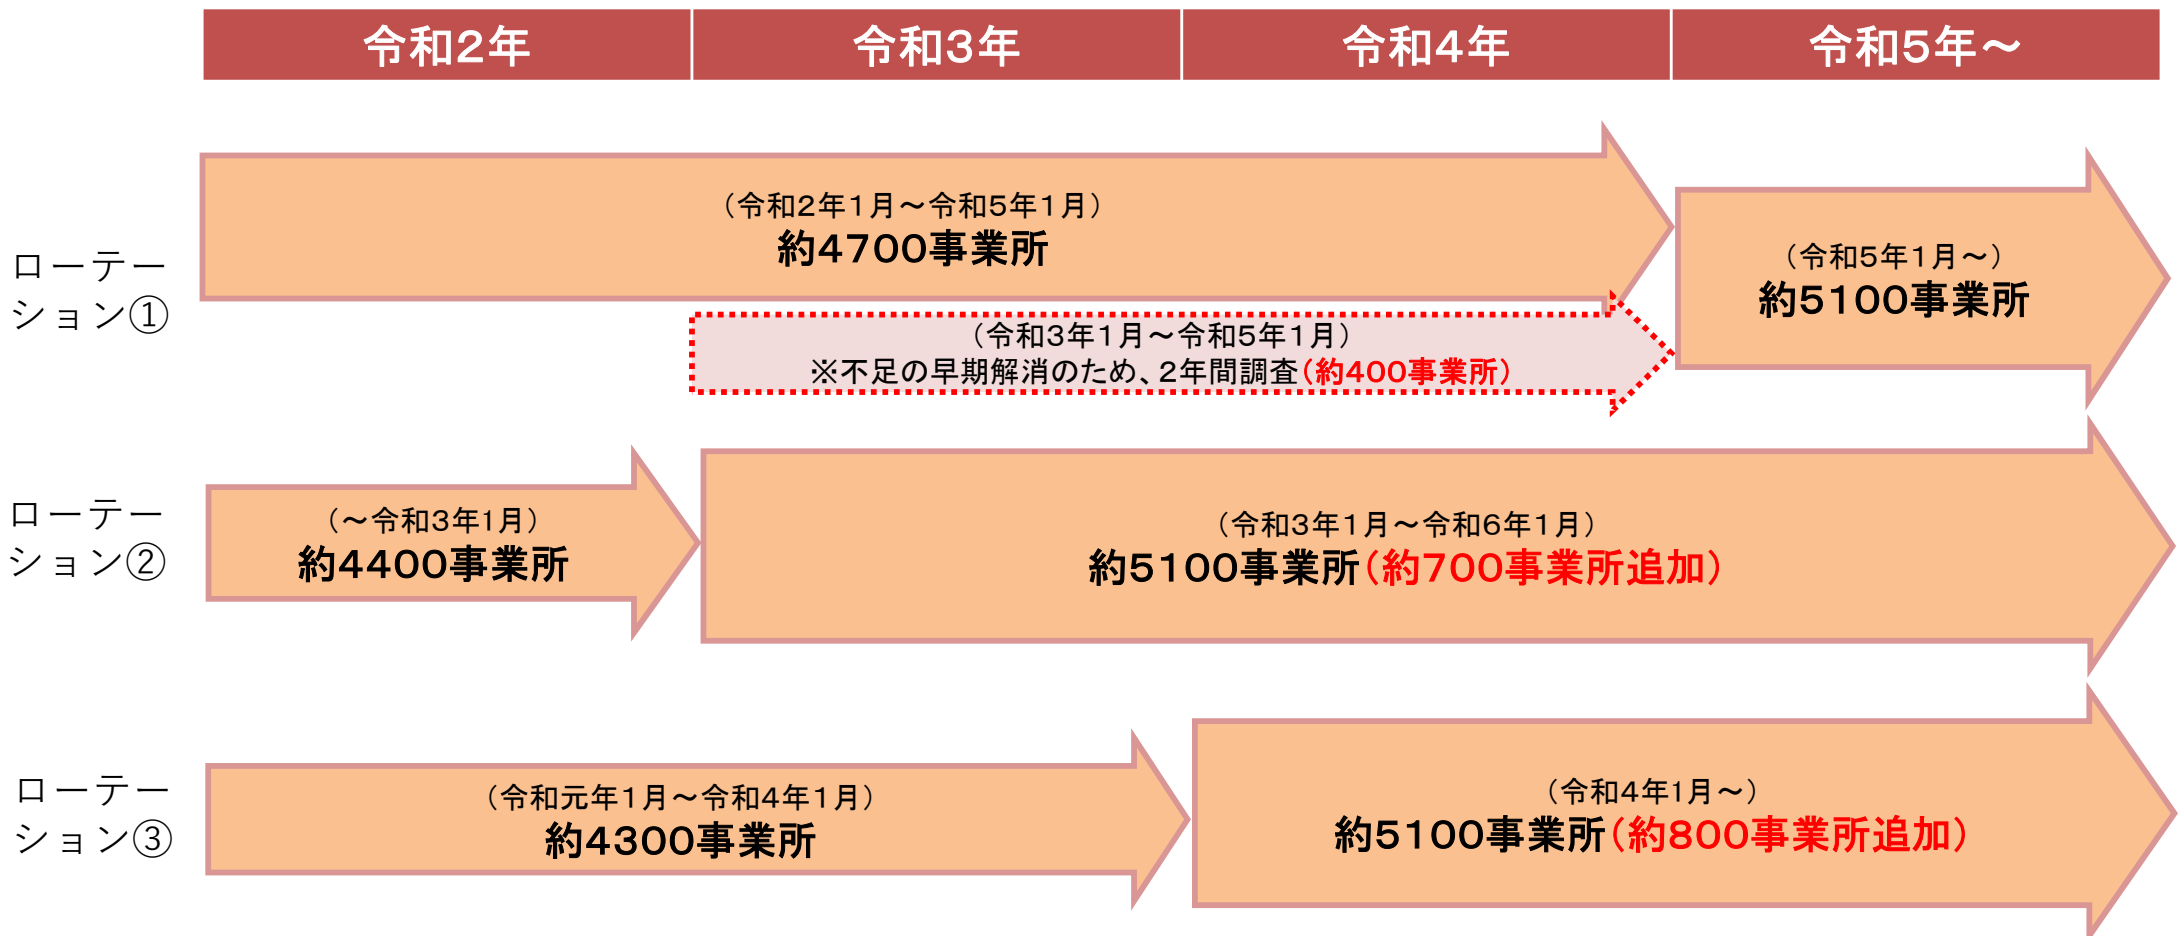 令和２年
令和３年
令和４年
令和５年～
ローテー
ション①
（令和２年１月～令和５年１月）
約４７００事業所
（令和５年１月～）
約５１００事業所
（令和３年１月～令和５年１月）
※不足の早期解消のため、２年間調査（約４００事業所）
ローテー
ション②
（～令和３年１月）
約４４００事業所
（令和３年１月～令和６年１月）
約５１００事業所（約７００事業所追加）
ローテー
ション③
（令和元年１月～令和４年１月）
約４３００事業所
（令和４年１月～）
約５１００事業所（約８００事業所追加）